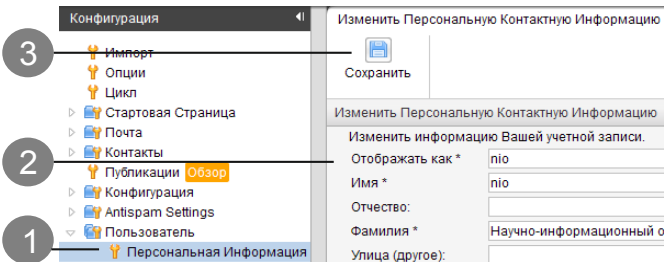 Конфигурация
3
Импорт
Опции
Цикл
Стартовая Страница
Почта
2
Контакты
Публикации Обзор
Конфигурация
Antispam Settings
Пользователь
1
Персональная Информация
Изменить Персональную Контактную Информацию
Сохранить
Изменить Персональную Контактную Информацию
Изменить информацию Вашей учетной записи.
Отображать как * nio
Имя * nio
Отчество:
Фамилия * Научно-информационный о
Улица (другое):